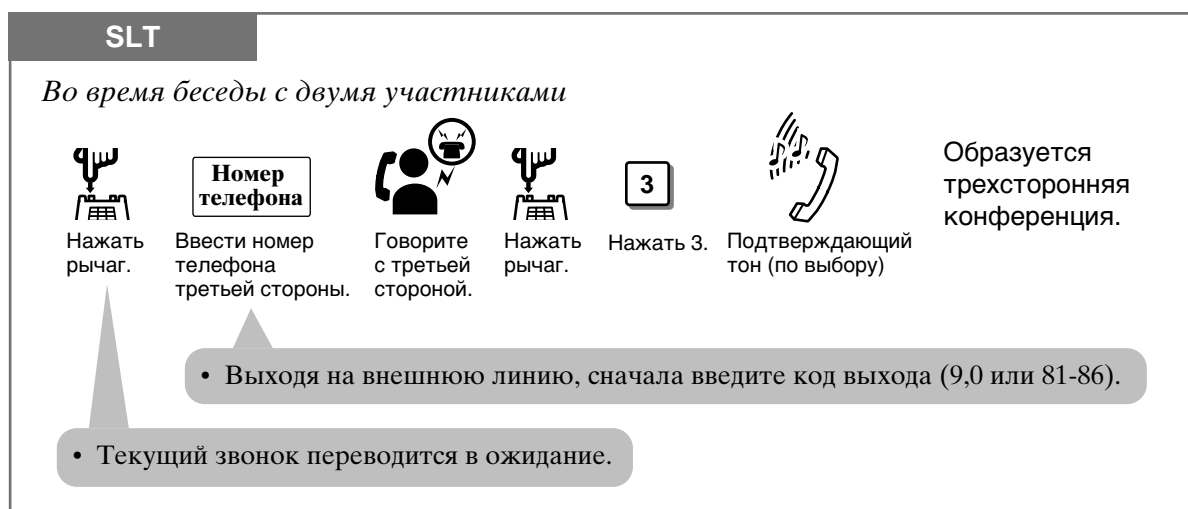 SLT
Во время беседы с двумя участниками
Номер
телефона
3
Нажать
рычаг.
Ввести номер
телефона
третьей стороны.
Говорите
с третьей
стороной.
Нажать
рычаг.
Нажать 3.
Подтверждающий
тон (по выбору)
Образуется
трехсторонняя
конференция.
• Выходя на внешнюю линию, сначала введите код выхода (9,0 или 81-86).
• Текущий звонок переводится в ожидание.